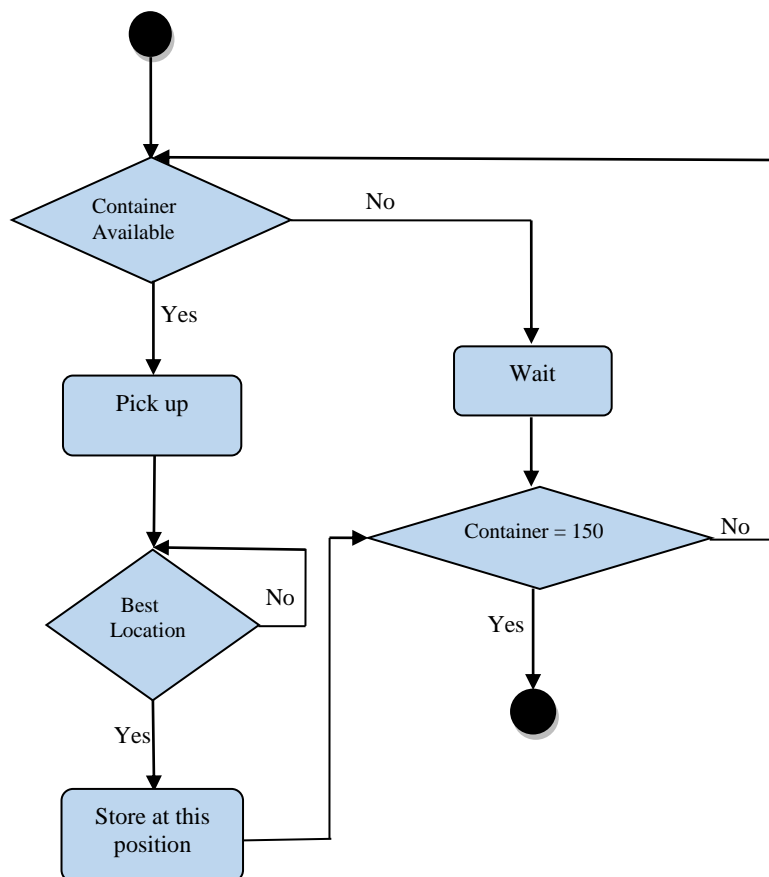 Container
Available
No
Yes
Wait
Pick up
Container = 150
No
Best
Location
No
Yes
Yes
Store at this
position